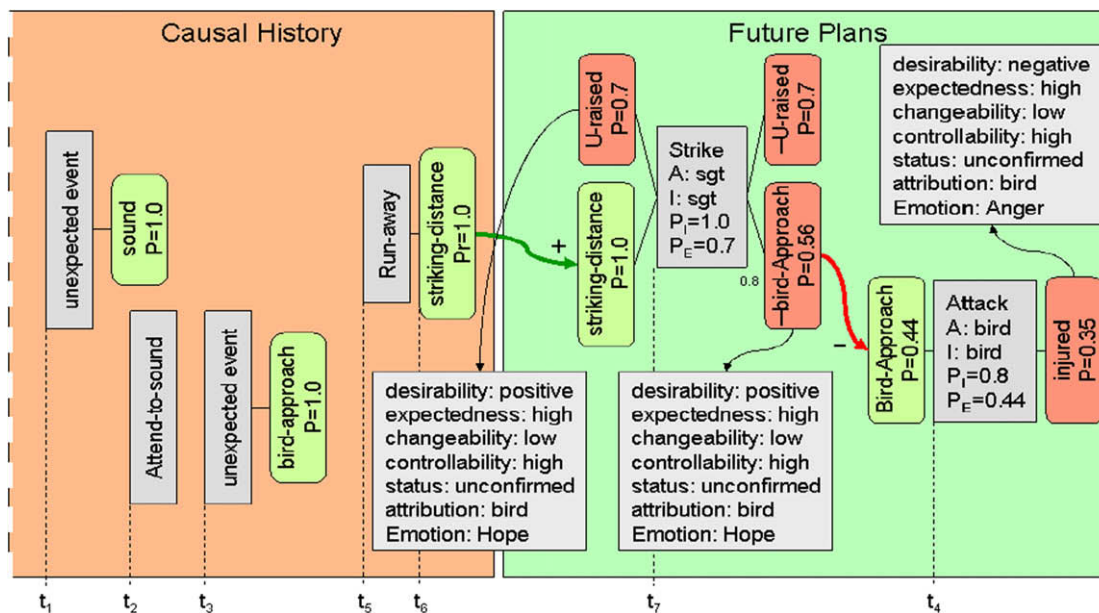 Causal History
Future Plans
unexpected event
sound
P=1.0
Attend-to-sound
unexpected event
bird-approach
P=1.0
Run-away
striking-distance
Pr=1.0
desirability: positive
expectedness: high
changeability: low
controllability: high
status: unconfirmed
attribution: bird
Emotion: Hope
+
U-raised
P=0.7
striking-distance
P=1.0
Strike
A: sgt
I: sgt
P_I=1.0
P_E=0.7
¬U-raised
P=0.7
0.8
¬bird-Approach
P=0.56
desirability: positive
expectedness: high
changeability: low
controllability: high
status: unconfirmed
attribution: bird
Emotion: Hope
–
Bird-Approach
P=0.44
Attack
A: bird
I: bird
P_I=0.8
P_E=0.44
injured
P=0.35
desirability: negative
expectedness: high
changeability: low
controllability: high
status: unconfirmed
attribution: bird
Emotion: Anger
t1
t2
t3
t5
t6
t7
t4